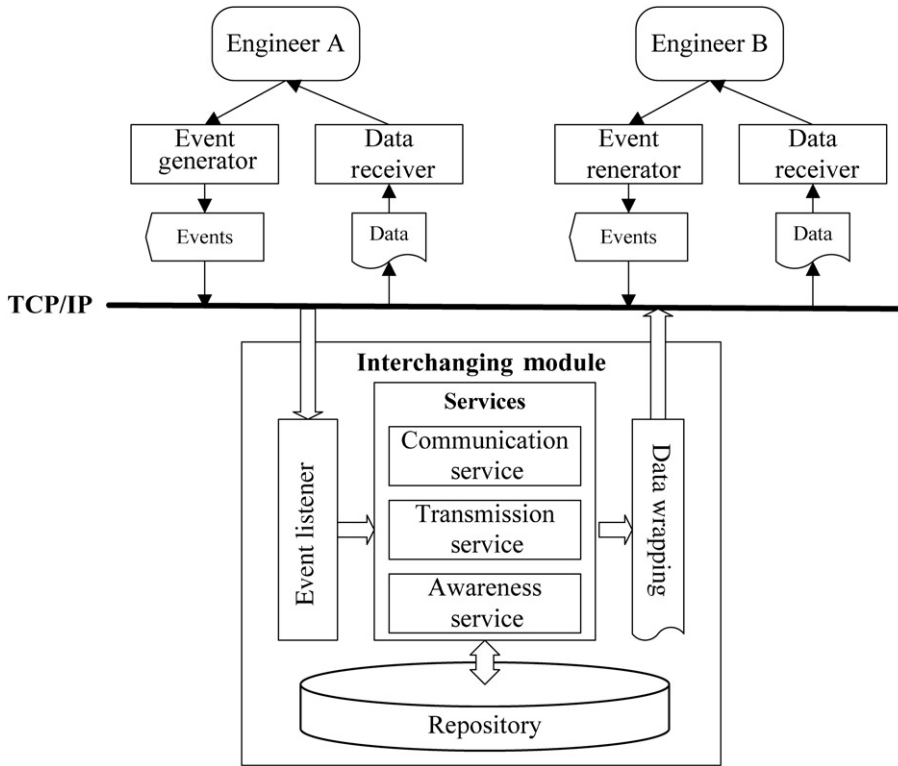 Engineer A
Engineer B
Event
generator
Data
receiver
Event
renerator
Data
receiver
Events
Data
Events
Data
TCP/IP
Interchanging module
Services
Communication
service
Transmission
service
Awareness
service
Event listener
Data wrapping
Repository